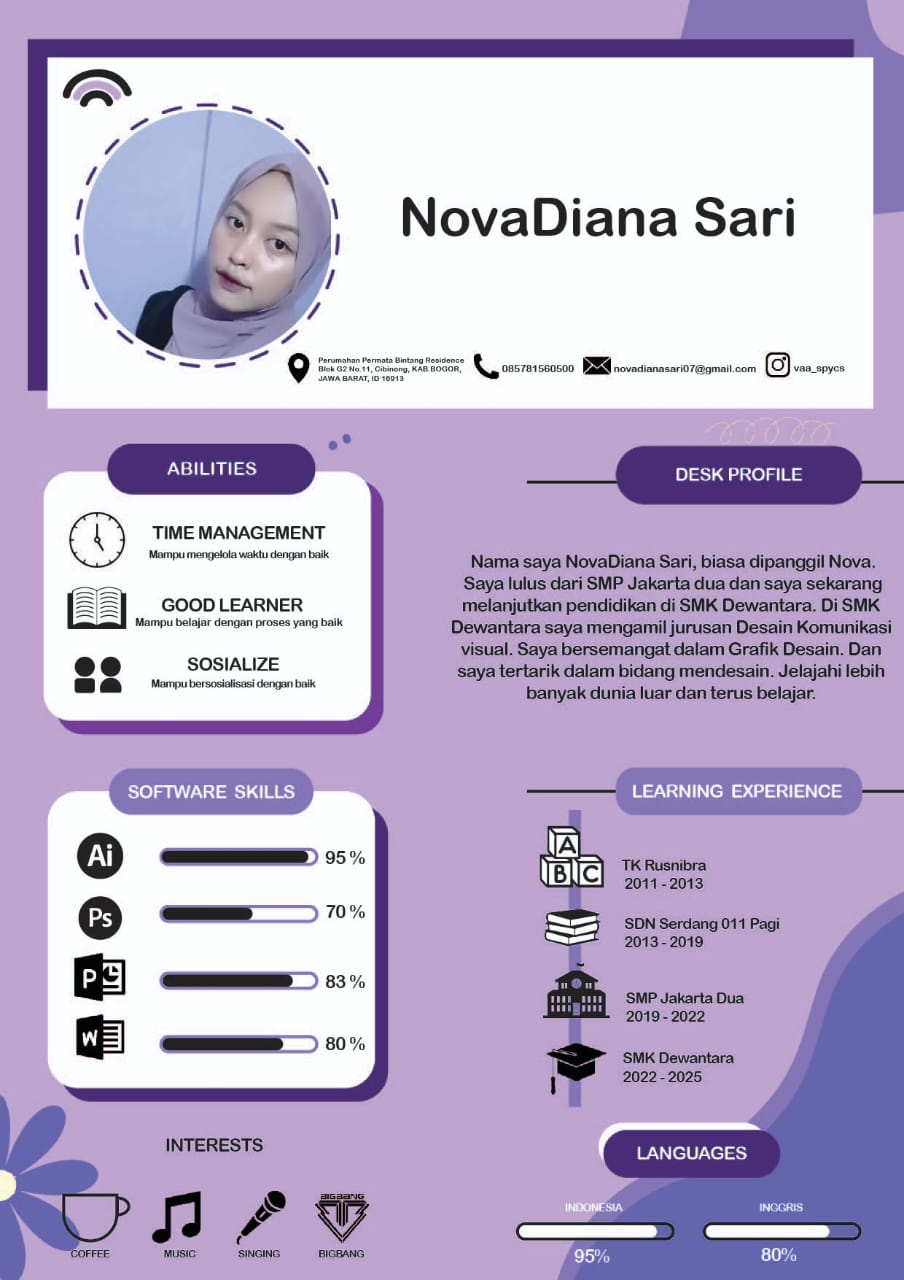 NovaDiana Sari
Perumahan Permata Bintang Residence
Blok G2 No.11, Cibinong, KAB.BOGOR,
JAWA BARAT, ID 16913
085781560500
novadianasari07@gmail.com
vaa_spycs
ABILITIES
TIME MANAGEMENT
Mampu mengelola waktu dengan baik
GOOD LEARNER
Mampu belajar dengan proses yang baik
SOSIALIZE
Mampu bersosialisasi dengan baik
DESK PROFILE
Nama saya NovaDiana Sari, biasa dipanggil Nova.
Saya lulus dari SMP Jakarta dua dan saya sekarang
melanjutkan pendidikan di SMK Dewantara. Di SMK
Dewantara saya mengamil jurusan Desain Komunikasi
visual. Saya bersemangat dalam Grafik Desain. Dan
saya tertarik dalam bidang mendesain. Jelajahi lebih
banyak dunia luar dan terus belajar.
SOFTWARE SKILLS
Ai
95 %
Ps
70 %
P
83 %
W
80 %
LEARNING EXPERIENCE
A
B C
TK Rusnibra
2011 - 2013
SDN Serdang 011 Pagi
2013 - 2019
SMP Jakarta Dua
2019 - 2022
SMK Dewantara
2022 - 2025
INTERESTS
COFFEE
MUSIC
SINGING
BIGBANG
BIGBANG
LANGUAGES
INDONESIA
95%
INGGRIS
80%